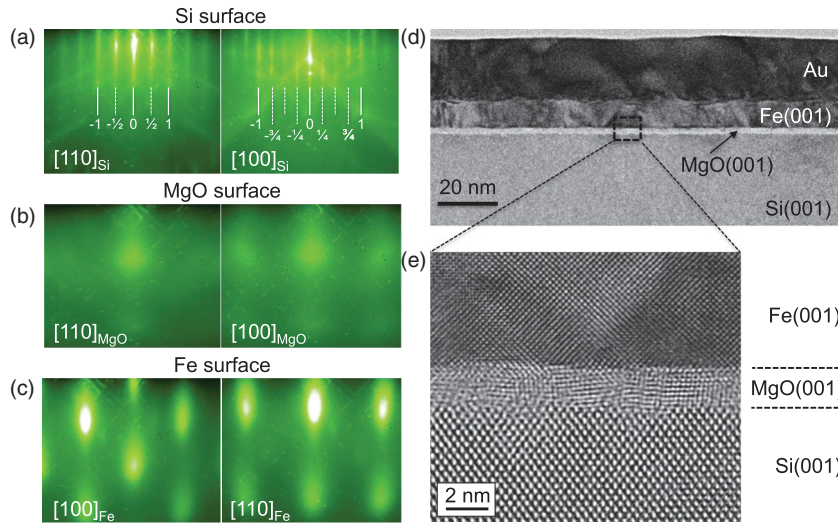 Si surface
(a)
-1
-½
0
½
1
[110]Si
-1
-¾
-¼
0
¼
¾
1
[100]Si
MgO surface
(b)
[110]MgO
[100]MgO
Fe surface
(c)
[100]Fe
[110]Fe
(d)
Au
Fe(001)
MgO(001)
20 nm
Si(001)
(e)
2 nm
Fe(001)
MgO(001)
Si(001)